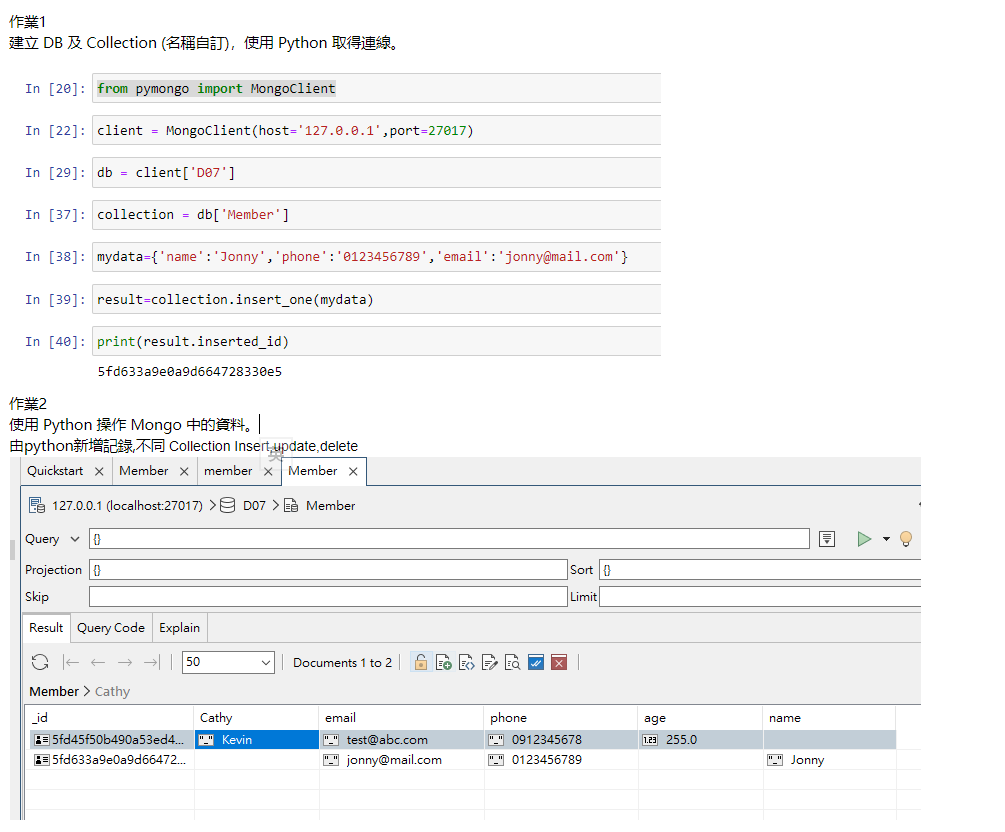 作業1
建立 DB 及 Collection (名稱自訂)，使用 Python 取得連線。
In [20]: from pymongo import MongoClient
In [22]: client = MongoClient(host='127.0.0.1',port=27017)
In [29]: db = client['D07']
In [37]: collection = db['Member']
In [38]: mydata={'name':'Jonny','phone':'0123456789','email':'jonny@mail.com'}
In [39]: result=collection.insert_one(mydata)
In [40]: print(result.inserted_id)
5fd633a9e0a9d664728330e5
作業2
使用 Python 操作 Mongo 中的資料。
由python新增記錄,不同 Collection Insert,update,delete
英
Quickstart Member member Member
127.0.0.1 (localhost:27017) D07 Member
Query {}
Projection {} Sort {}
Skip Limit
Result Query Code Explain
50 Documents 1 to 2
Member > Cathy
_id Cathy email phone age name
5fd45f50b490a53ed4... Kevin test@abc.com 0912345678 1.23 255.0
5fd633a9e0a9d66472... jonny@mail.com 0123456789 Jonny